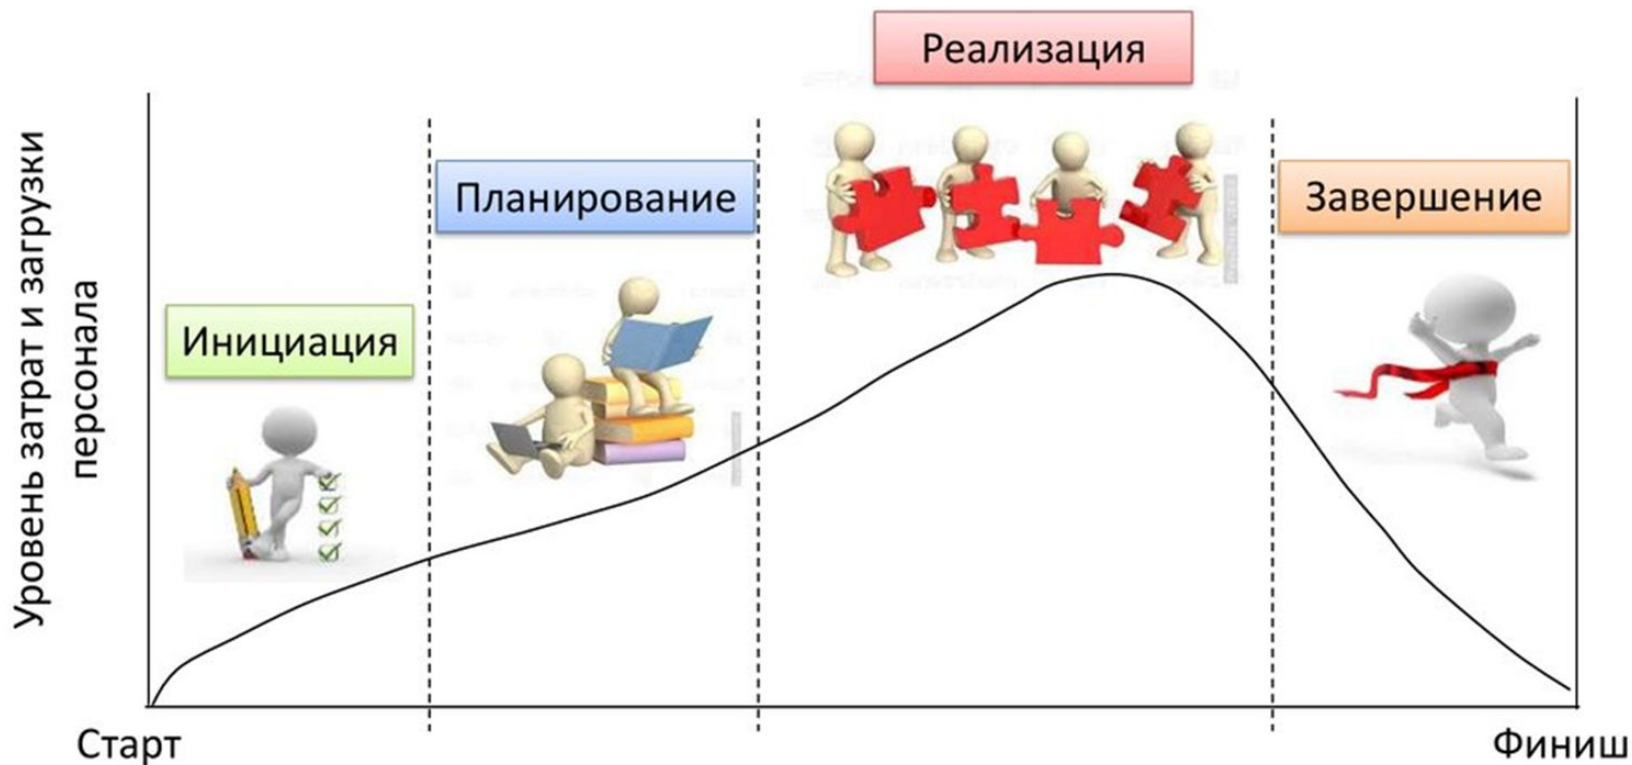 Реализация
Планирование
Завершение
Инициация
Уровень затрат и загрузки
персонала
Старт
Финиш